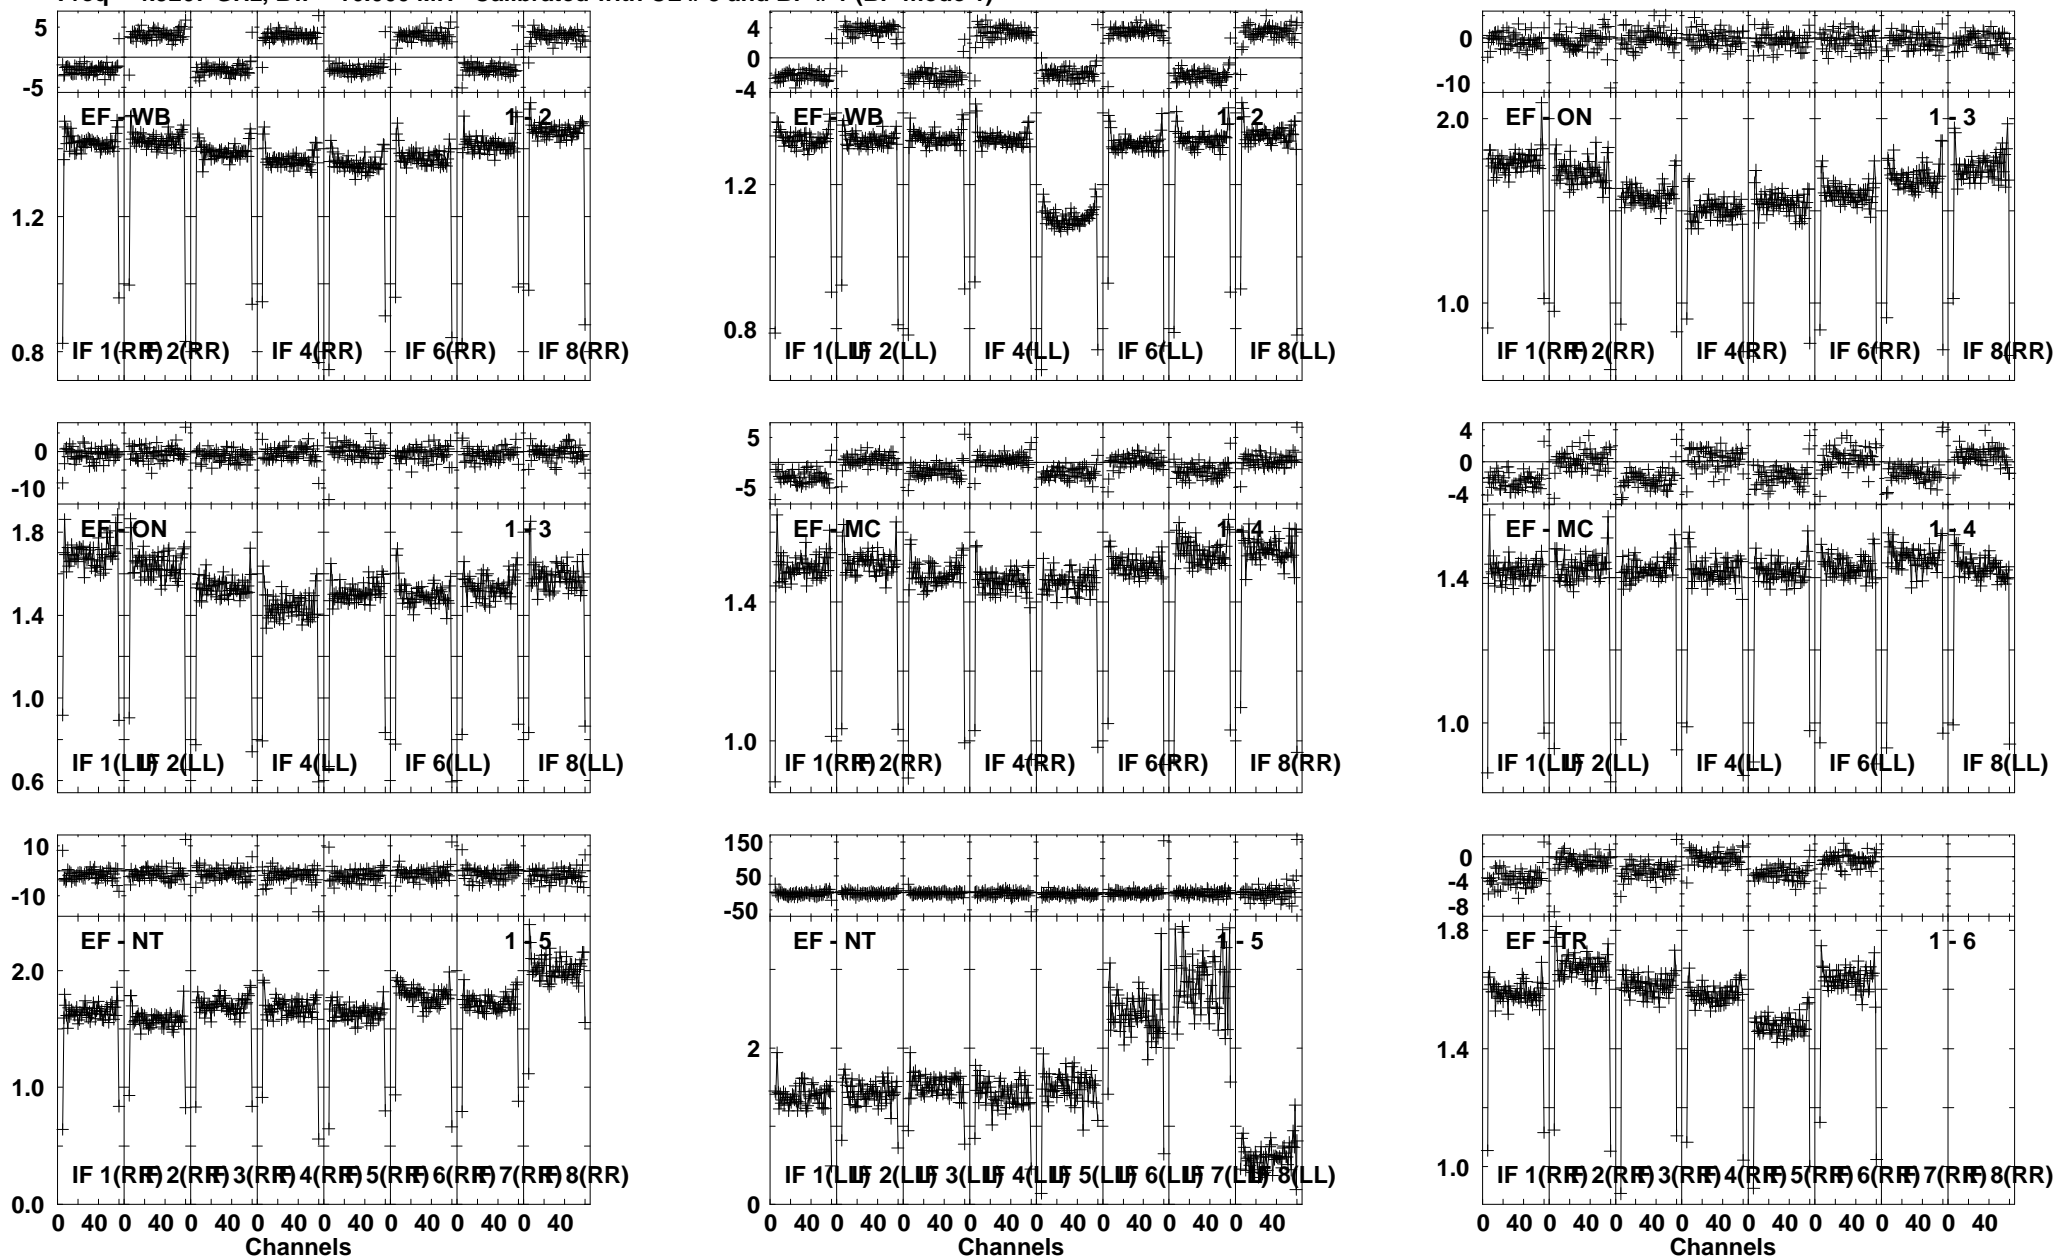 5
-5
EF - WB
1 - 2
1.2
0.8
IF 1(RR) IF 2(RR) IF 4(RR) IF 6(RR) IF 8(RR)
4
0
-4
EF - WB
1 - 2
1.2
0.8
IF 1(LL) IF 2(LL) IF 4(LL) IF 6(LL) IF 8(LL)
0
-10
EF - ON
1 - 3
2.0
1.0
IF 1(RR) IF 2(RR) IF 4(RR) IF 6(RR) IF 8(RR)
0
-10
EF - ON
1 - 3
1.8
1.4
1.0
0.6
IF 1(LL) IF 2(LL) IF 4(LL) IF 6(LL) IF 8(LL)
5
-5
EF - MC
1 - 4
1.4
1.0
IF 1(RR) IF 2(RR) IF 4(RR) IF 6(RR) IF 8(RR)
4
0
-4
EF - MC
1 - 4
1.4
1.0
IF 1(LL) IF 2(LL) IF 4(LL) IF 6(LL) IF 8(LL)
10
-10
EF - NT
1 - 5
2.0
1.0
0.0
IF 1(RR) IF 2(RR) IF 3(RR) IF 4(RR) IF 5(RR) IF 6(RR) IF 7(RR) IF 8(RR)
0 40 0 40 0 40 0 40 0 40 0 40 0 40 0 40
Channels
150
50
-50
EF - NT
1 - 5
2
0
IF 1(LL) IF 2(LL) IF 3(LL) IF 4(LL) IF 5(LL) IF 6(LL) IF 7(LL) IF 8(LL)
0 40 0 40 0 40 0 40 0 40 0 40 0 40 0 40
Channels
0
-4
-8
EF - TR
1 - 6
1.8
1.4
1.0
IF 1(RR) IF 2(RR) IF 3(RR) IF 4(RR) IF 5(RR) IF 6(RR) IF 7(RR) IF 8(RR)
0 40 0 40 0 40 0 40 0 40 0 40 0 40 0 40
Channels